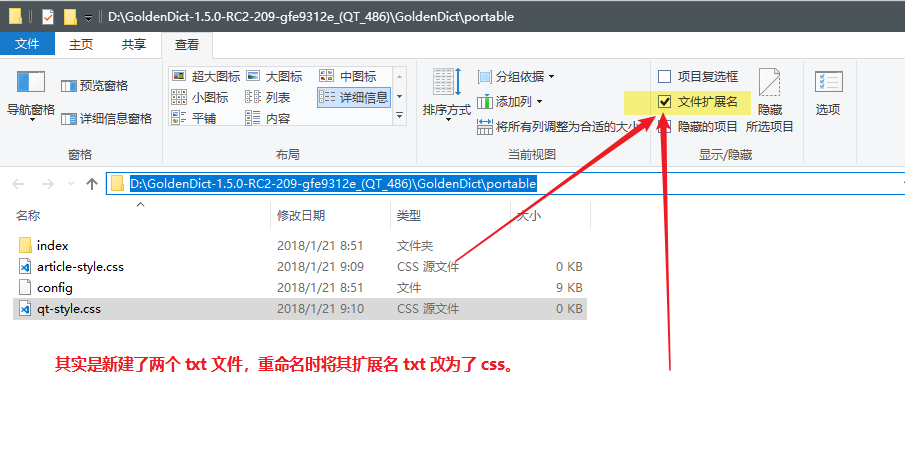 D:\GoldenDict-1.5.0-RC2-209-gfe9312e_(QT_486)\GoldenDict\portable
文件 主页 共享 查看
导航窗格 预览窗格 详细信息窗格
窗格
超大图标 大图标 中图标
小图标 列表 详细信息
平铺 内容
布局
排序方式 分组依据
添加列
将所有列调整为合适的大小
当前视图
项目复选框
文件扩展名
隐藏的项目
隐藏
所选项目
显示/隐藏
选项
D:\GoldenDict-1.5.0-RC2-209-gfe9312e_(QT_486)\GoldenDict\portable
名称 修改日期 类型 大小
index 2018/1/21 8:51 文件夹
article-style.css 2018/1/21 9:09 CSS 源文件 0 KB
config 2018/1/21 8:51 文件 9 KB
qt-style.css 2018/1/21 9:10 CSS 源文件 0 KB
其实是新建了两个 txt 文件，重命名时将其扩展名 txt 改为了 css。